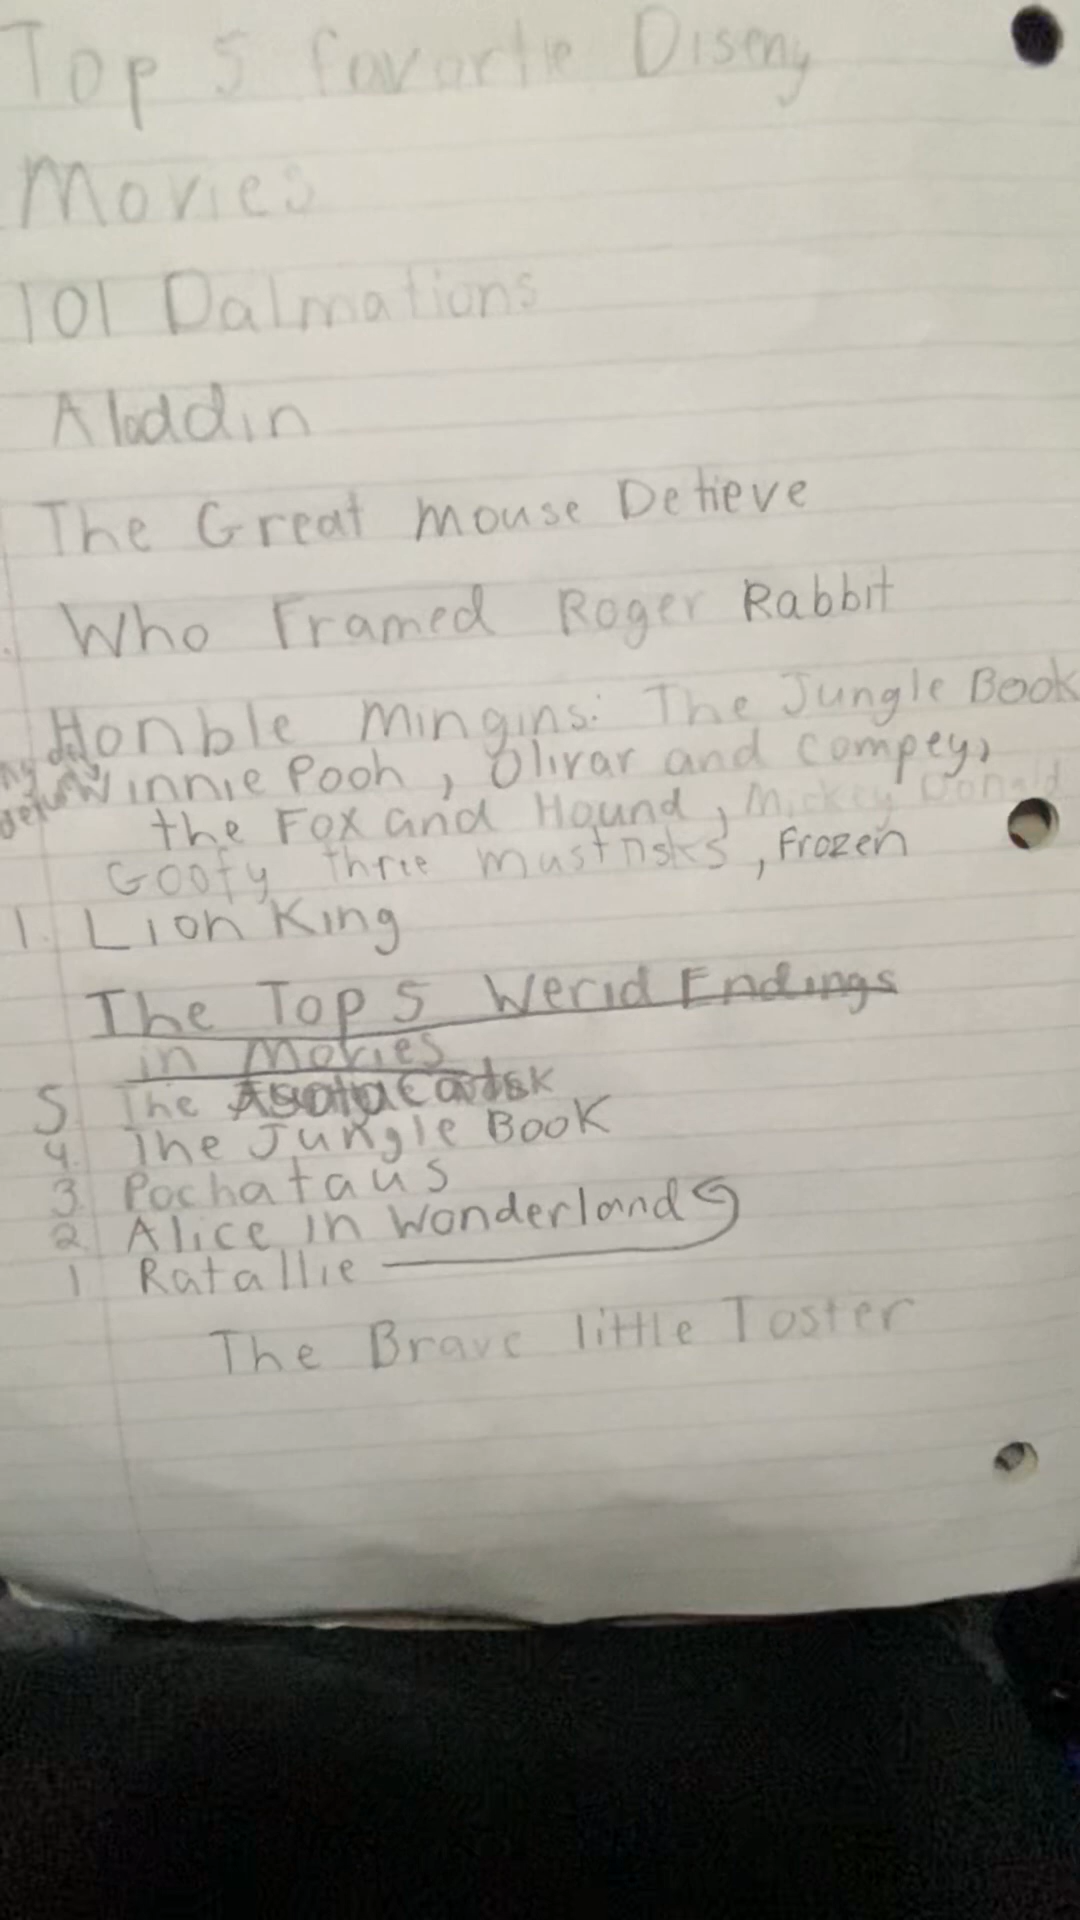 Top 5 favortie Diseny
Movies
101 Dalmations
Aladdin
The Great mouse Detieve
Who Framed Roger Rabbit
Honble Mingins: The Jungle Book
Winnie Pooh, Olivar and compey,
the Fox and Hound, Mickey Donald
Goofy three mustrisks, Frozen
1. Lion King
The Top 5 Werid Endings
in Movies
5 The
4. The Jungle Book
3. Pochataus
2 Alice in Wonderland
1 Ratallie
The Brave little Toster